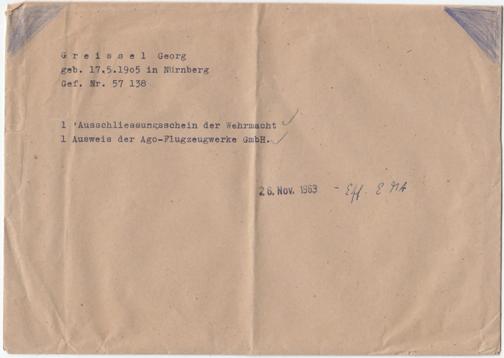 G r e i s s e l Georg
geb. 17.5.1905 in Nürnberg
Gef. Nr. 57 138
1 'Ausschliessungsschein der Wehrmacht
1 Ausweis der Ago-Flugzeugwerke GmbH.
26. Nov. 1963 - Eff.